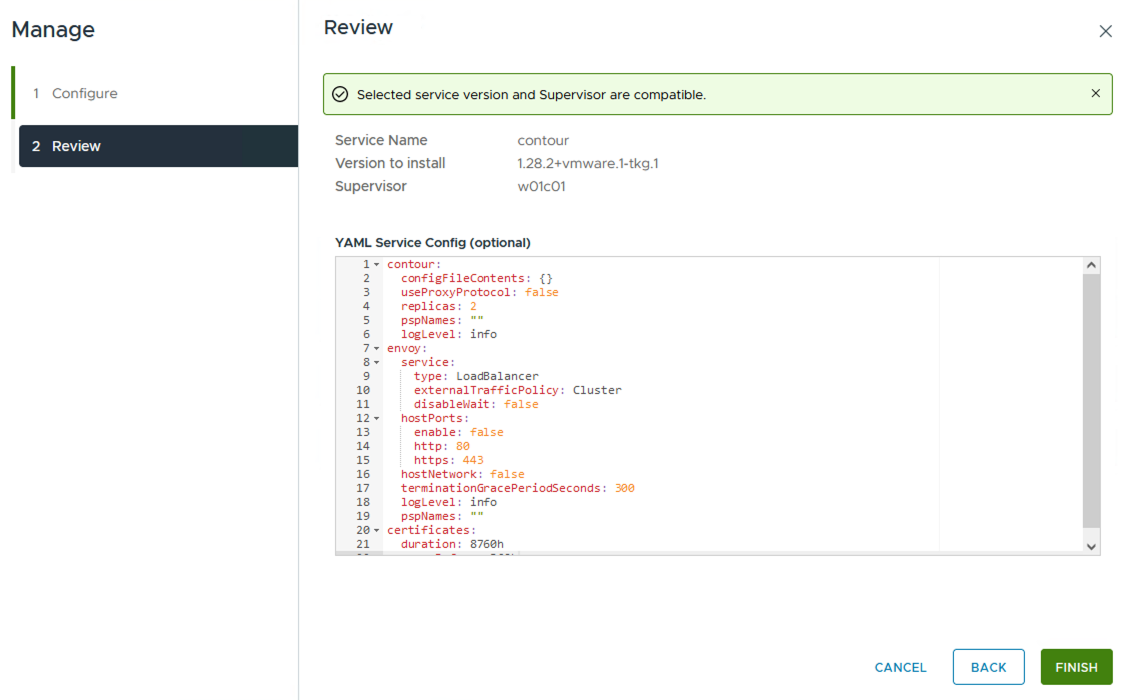 Manage
1 Configure
2 Review
Review
Selected service version and Supervisor are compatible.
Service Name contour
Version to install 1.28.2+vmware.1-tkg.1
Supervisor w01c01
YAML Service Config (optional)
1 contour:
2 configFileContents: {}
3 useProxyProtocol: false
4 replicas: 2
5 pspNames: ""
6 logLevel: info
7 envoy:
8 service:
9 type: LoadBalancer
10 externalTrafficPolicy: Cluster
11 disableWait: false
12 hostPorts:
13 enable: false
14 http: 80
15 https: 443
16 hostNetwork: false
17 terminationGracePeriodSeconds: 300
18 logLevel: info
19 pspNames: ""
20 certificates:
21 duration: 8760h
CANCEL BACK FINISH